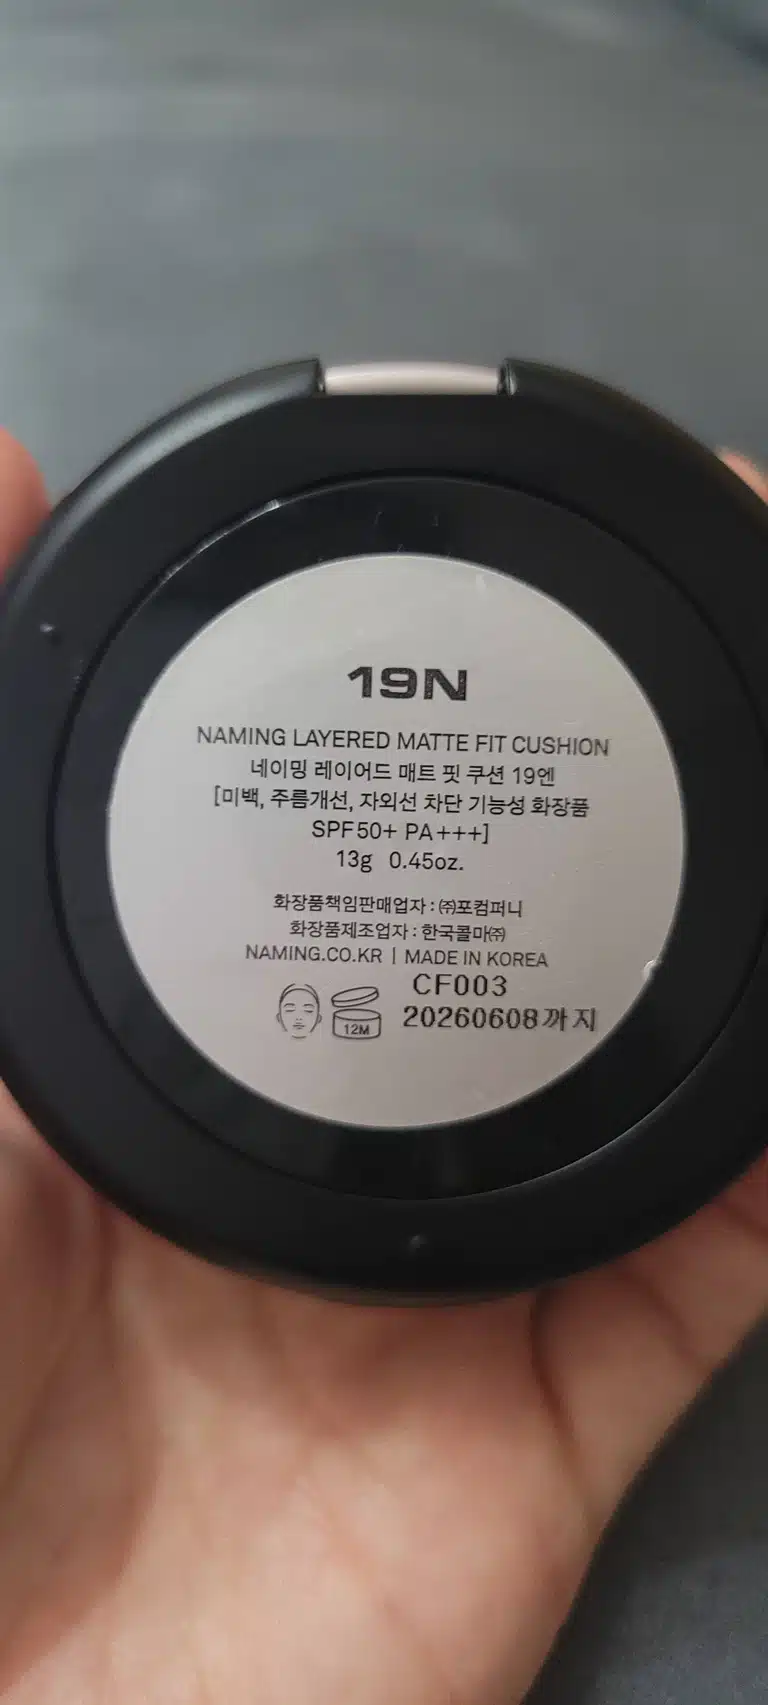 19N
NAMING LAYERED MATTE FIT CUSHION
네이밍 레이어드 매트 핏 쿠션 19엔
[미백, 주름개선, 자외선 차단 기능성 화장품
SPF50+ PA+++]
13g 0.45oz.
화장품책임판매업자 : ㈜포컴퍼니
화장품제조업자 : 한국콜마㈜
NAMING.CO.KR | MADE IN KOREA
CF003
12M
20260608까지